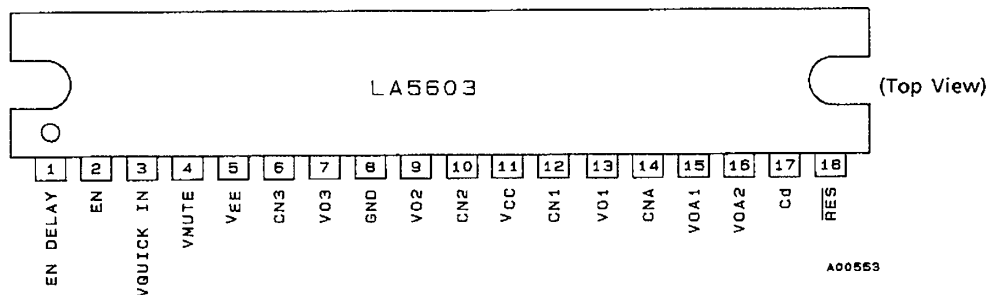 LA5603
(Top View)
1 2 3 4 5 6 7 8 9 10 11 12 13 14 15 16 17 18
EN DELAY
EN
VQUICK IN
VMUTE
VEE
CN3
VO3
GND
VO2
CN2
VCC
CN1
VO1
CNA
VOA1
VOA2
Cd
R̅E̅S̅
A00553